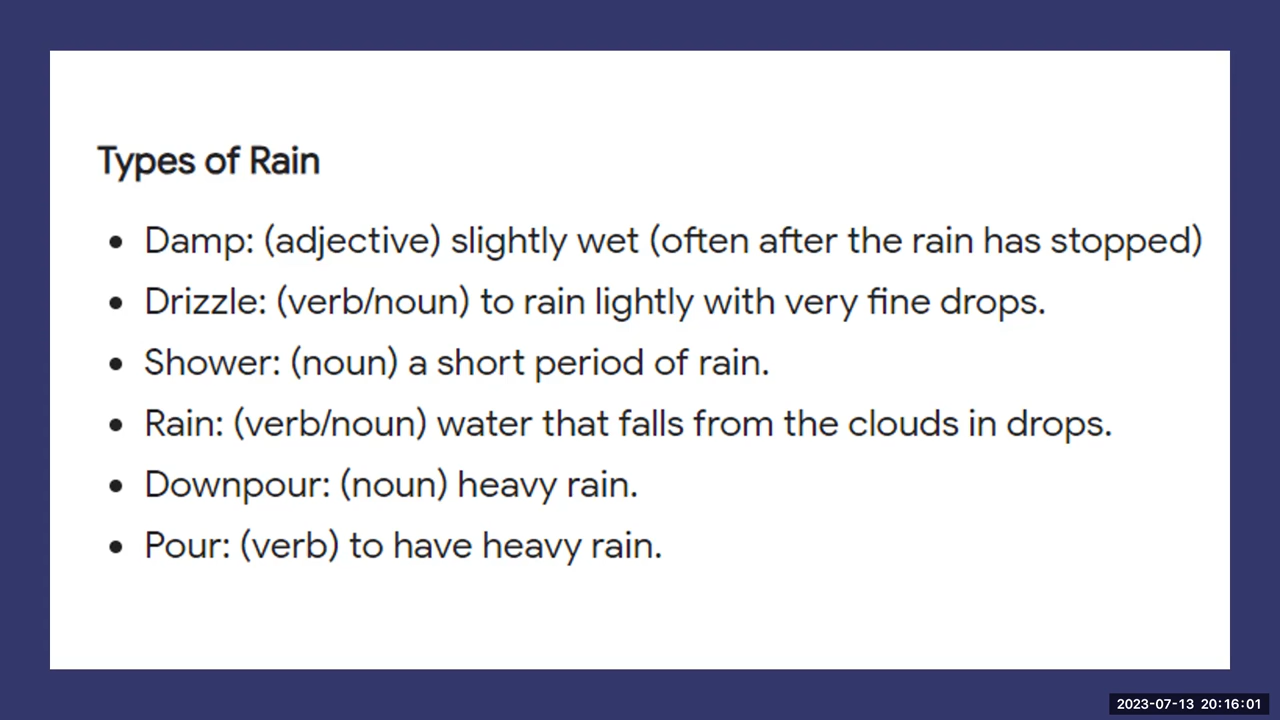 Types of Rain
• Damp: (adjective) slightly wet (often after the rain has stopped)
• Drizzle: (verb/noun) to rain lightly with very fine drops.
• Shower: (noun) a short period of rain.
• Rain: (verb/noun) water that falls from the clouds in drops.
• Downpour: (noun) heavy rain.
• Pour: (verb) to have heavy rain.
2023-07-13 20:16:01